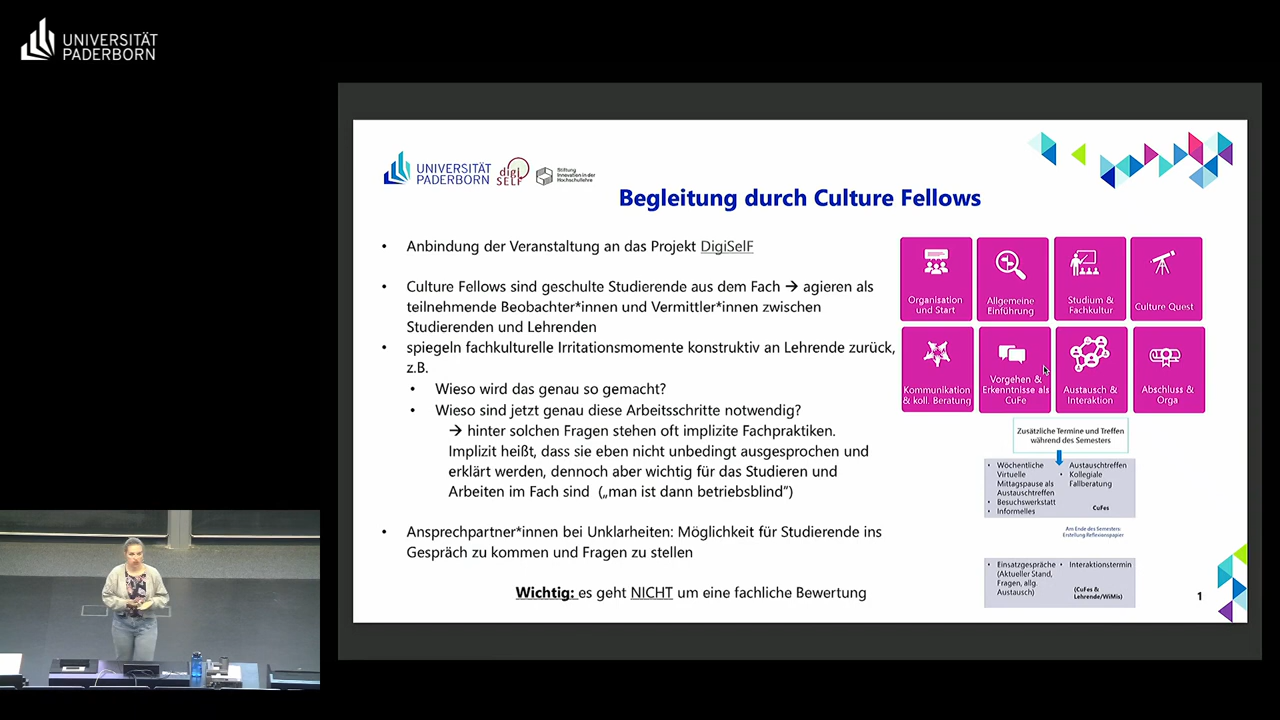 UNIVERSITÄT
PADERBORN
UNIVERSITÄT
PADERBORN
digi
SELF
Stiftung
Innovation in der
Hochschullehre
Begleitung durch Culture Fellows
• Anbindung der Veranstaltung an das Projekt DigiSelF
• Culture Fellows sind geschulte Studierende aus dem Fach → agieren als
teilnehmende Beobachter*innen und Vermittler*innen zwischen
Studierenden und Lehrenden
• spiegeln fachkulturelle Irritationsmomente konstruktiv an Lehrende zurück,
z.B.
• Wieso wird das genau so gemacht?
• Wieso sind jetzt genau diese Arbeitsschritte notwendig?
→ hinter solchen Fragen stehen oft implizite Fachpraktiken.
Implizit heißt, dass sie eben nicht unbedingt ausgesprochen und
erklärt werden, dennoch aber wichtig für das Studieren und
Arbeiten im Fach sind („man ist dann betriebsblind“)
• Ansprechpartner*innen bei Unklarheiten: Möglichkeit für Studierende ins
Gespräch zu kommen und Fragen zu stellen
Wichtig: es geht NICHT um eine fachliche Bewertung
Organisation
und Start
Allgemeine
Einführung
Studium &
Fachkultur
Culture Quest
Kommunikation
& koll. Beratung
Vorgehen &
Erkenntnisse als
CuFe
Austausch &
Interaktion
Abschluss &
Orga
Zusätzliche Termine und Treffen
während des Semesters
• Wöchentliche
Virtuelle
Mittagspause als
Austauschtreffen
• Besuchswerkstatt
• Informelles
Austauschtreffen
• Kollegiale
Fallberatung
CuFes
Am Ende des Semesters:
Erstellung Reflexionspapier
• Einsatzgespräche
(Aktueller Stand,
Fragen, allg.
Austausch)
• Interaktionstermin
(CuFes &
Lehrende/WiMis)
1